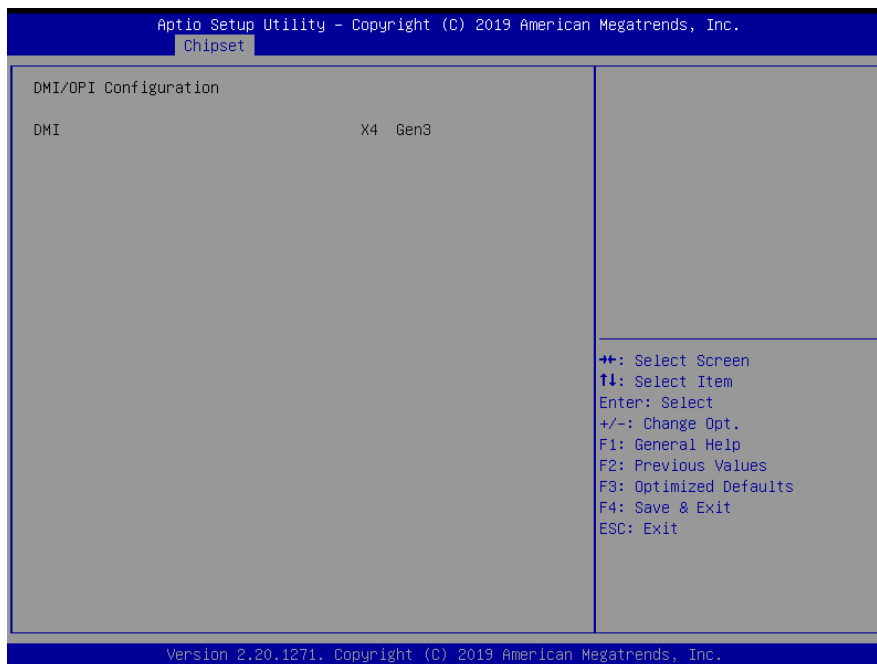 Aptio Setup Utility – Copyright (C) 2019 American Megatrends, Inc.
Chipset
DMI/OPI Configuration
DMI X4 Gen3
→←: Select Screen
↑↓: Select Item
Enter: Select
+/-: Change Opt.
F1: General Help
F2: Previous Values
F3: Optimized Defaults
F4: Save & Exit
ESC: Exit
Version 2.20.1271. Copyright (C) 2019 American Megatrends, Inc.